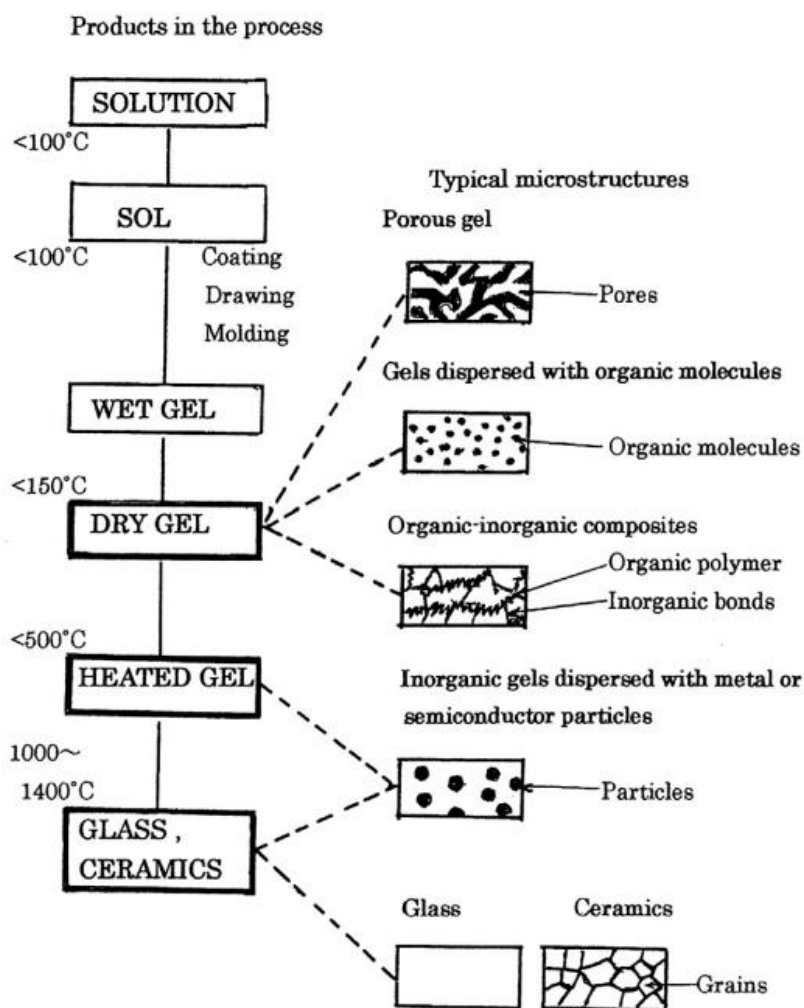 Products in the process
SOLUTION
<100°C
SOL
<100°C
Coating
Drawing
Molding
WET GEL
<150°C
DRY GEL
<500°C
HEATED GEL
1000~
1400°C
GLASS ,
CERAMICS
Typical microstructures
Porous gel
Pores
Gels dispersed with organic molecules
Organic molecules
Organic-inorganic composites
Organic polymer
Inorganic bonds
Inorganic gels dispersed with metal or
semiconductor particles
Particles
Glass
Ceramics
Grains